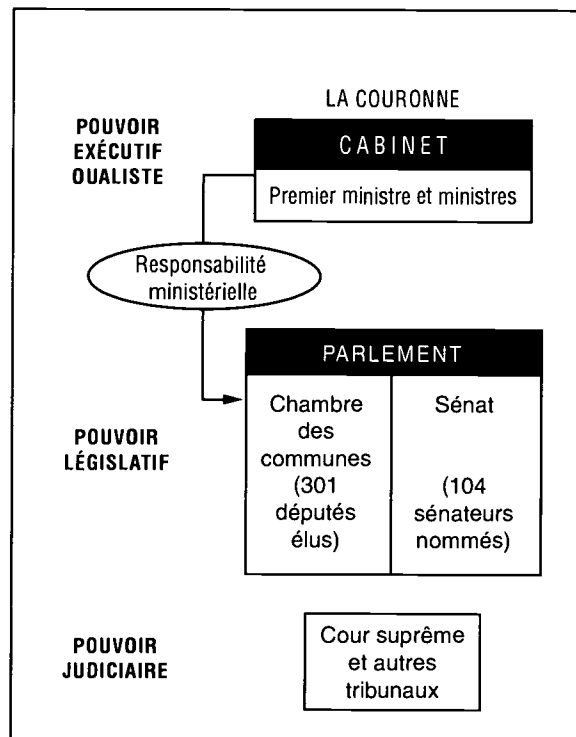 LA COURONNE
POUVOIR
EXÉCUTIF
OUALISTE
CABINET
Premier ministre et ministres
Responsabilité
ministérielle
PARLEMENT
Chambre
des
communes
(301
députés
élus)
Sénat
(104
sénateurs
nommés)
POUVOIR
LÉGISLATIF
POUVOIR
JUDICIAIRE
Cour suprême
et autres
tribunaux